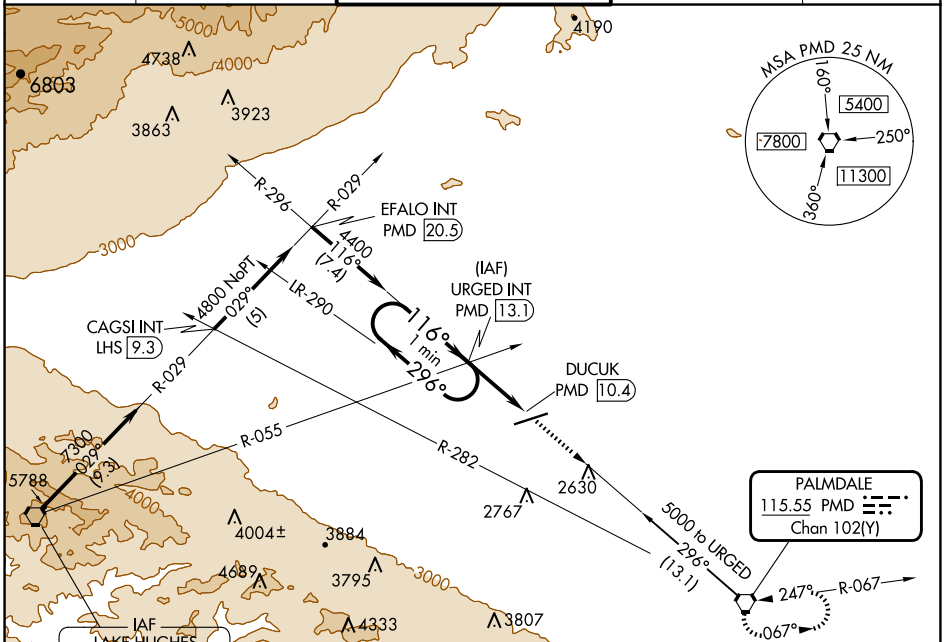 5000
4190
4738
4000
6803
3863
3923
MSA PMD 25 NM
160°
5400
7800
250°
11300
360°
R-296
R-029
EFALO INT
PMD 20.5
3000
4400
116°
(7.4)
(IAF)
URGED INT
PMD 13.1
4800 NoPT
029°
(5)
LR-290
116°
1 min
296°
CAGSI INT
LHS 9.3
R-029
DUCUK
PMD 10.4
R-055
R-282
7300
029°
(9.3)
5788
4000
2630
2767
PALMDALE
115.55 PMD
Chan 102(Y)
4004±
3884
5000 to URGED
296°
(13.1)
4689
3795
3000
247°
R-067
067°
IAF
LAKE HUGHES
4333
3807